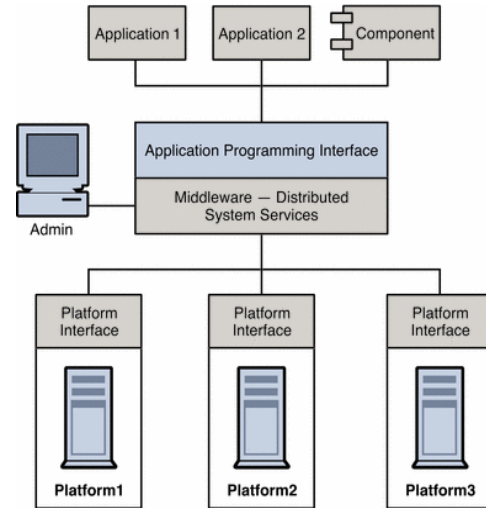 Application 1
Application 2
Component
Application Programming Interface
Middleware — Distributed
System Services
Admin
Platform
Interface
Platform
Interface
Platform
Interface
Platform1
Platform2
Platform3